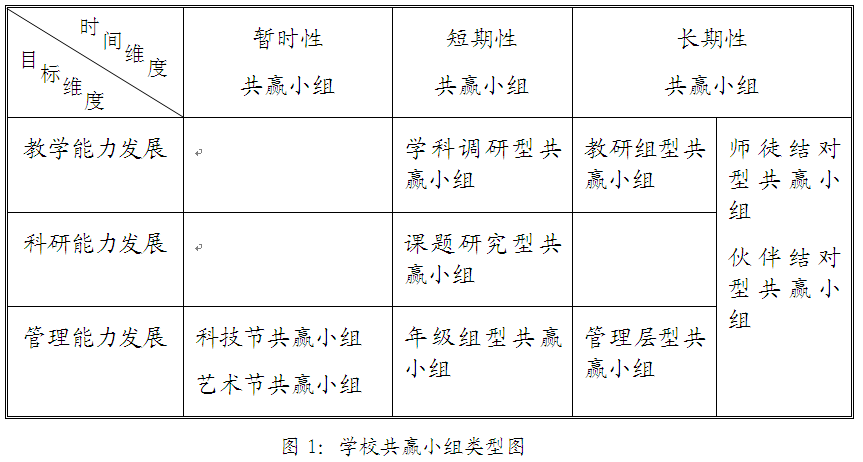 时间维度
目标维度
暂时性
共赢小组
短期性
共赢小组
长期性
共赢小组
教学能力发展
学科调研型共
赢小组
教研组型共
赢小组
师徒结对
型共赢小
组
伙伴结对
型共赢小
组
科研能力发展
课题研究型共
赢小组
管理能力发展
科技节共赢小组
艺术节共赢小组
年级组型共赢
小组
管理层型共
赢小组
图 1：学校共赢小组类型图